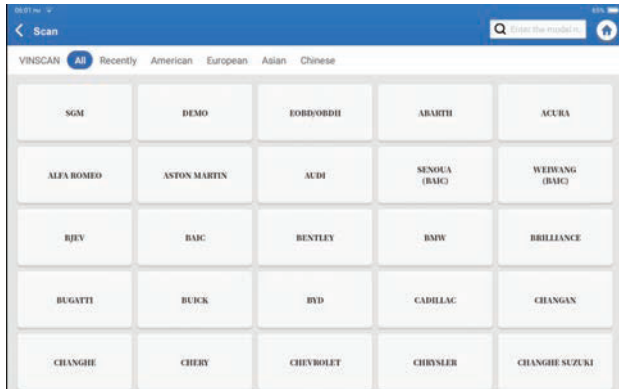 Scan
Enter the model n..
VINSCAN All Recently American European Asian Chinese
SGM DEMO EOBD/OBDII ABARTH ACURA
ALFA ROMEO ASTON MARTIN AUDI SENOUA (BAIC) WEIWANG (BAIC)
BJEV BAIC BENTLEY BMW BRILLIANCE
BUGATTI BUICK BYD CADILLAC CHANGAN
CHANGHE CHERY CHEVROLET CHRYSLER CHANGHE SUZUKI